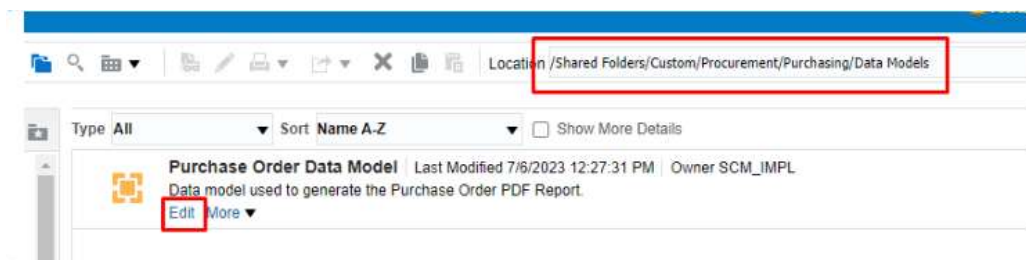 Location /Shared Folders/Custom/Procurement/Purchasing/Data Models
Type All Sort Name A-Z Show More Details
Purchase Order Data Model Last Modified 7/6/2023 12:27:31 PM Owner SCM_IMPL
Data model used to generate the Purchase Order PDF Report.
Edit More